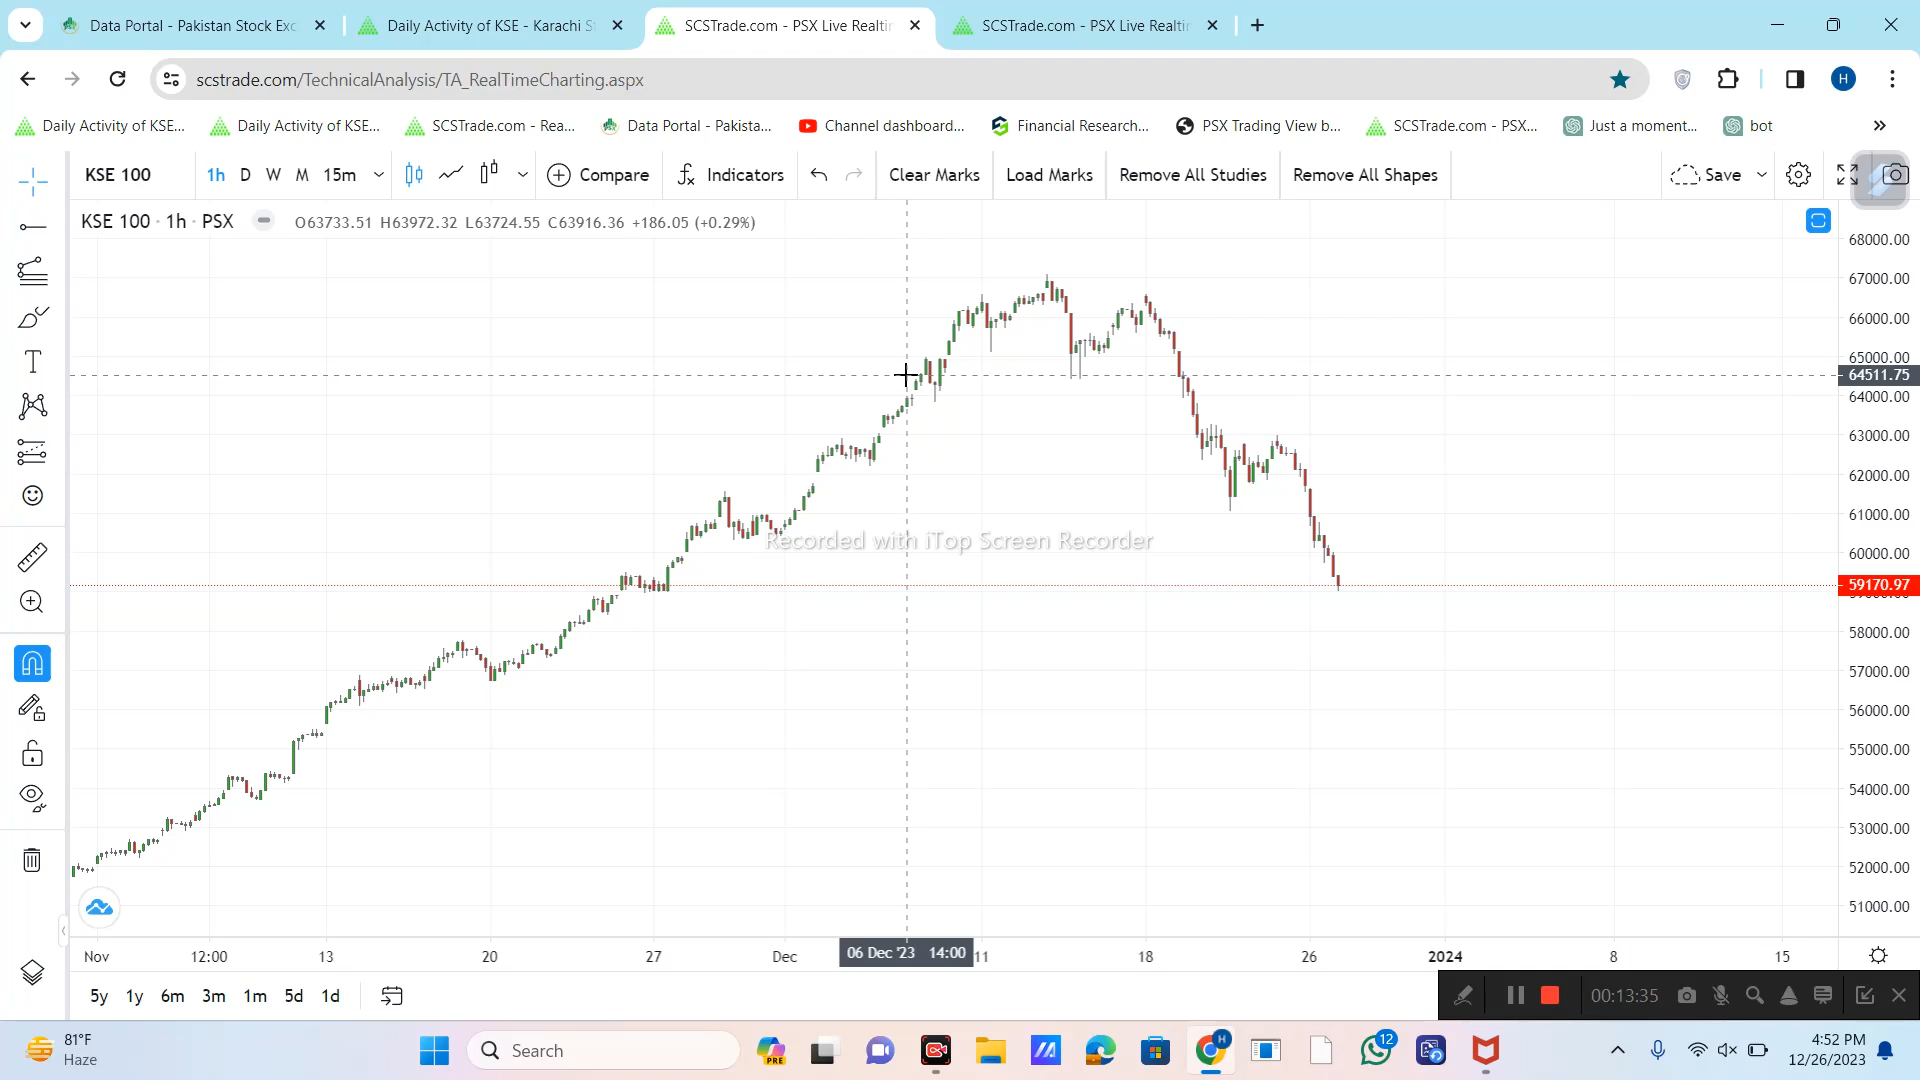 Data Portal - Pakistan Stock Exc
Daily Activity of KSE - Karachi S
SCSTrade.com - PSX Live Realti
SCSTrade.com - PSX Live Realti
scstrade.com/TechnicalAnalysis/TA_RealTimeCharting.aspx
H
Daily Activity of KSE...
Daily Activity of KSE...
SCSTrade.com - Rea...
Data Portal - Pakista...
Channel dashboard...
Financial Research...
PSX Trading View b...
SCSTrade.com - PSX...
Just a moment...
bot
KSE 100
1h D W M 15m
Compare
Indicators
Clear Marks
Load Marks
Remove All Studies
Remove All Shapes
Save
KSE 100 · 1h · PSX
O63733.51 H63972.32 L63724.55 C63916.36 +186.05 (+0.29%)
68000.00
67000.00
66000.00
65000.00
64511.75
64000.00
63000.00
62000.00
61000.00
60000.00
59170.97
58000.00
57000.00
56000.00
55000.00
54000.00
53000.00
52000.00
51000.00
Recorded with iTop Screen Recorder
Nov 12:00 13 20 27 Dec 06 Dec '23 14:00 11 18 26 2024 8 15
5y 1y 6m 3m 1m 5d 1d
00:13:35
81°F
Haze
Search
PRE
H
12
4:52 PM
12/26/2023